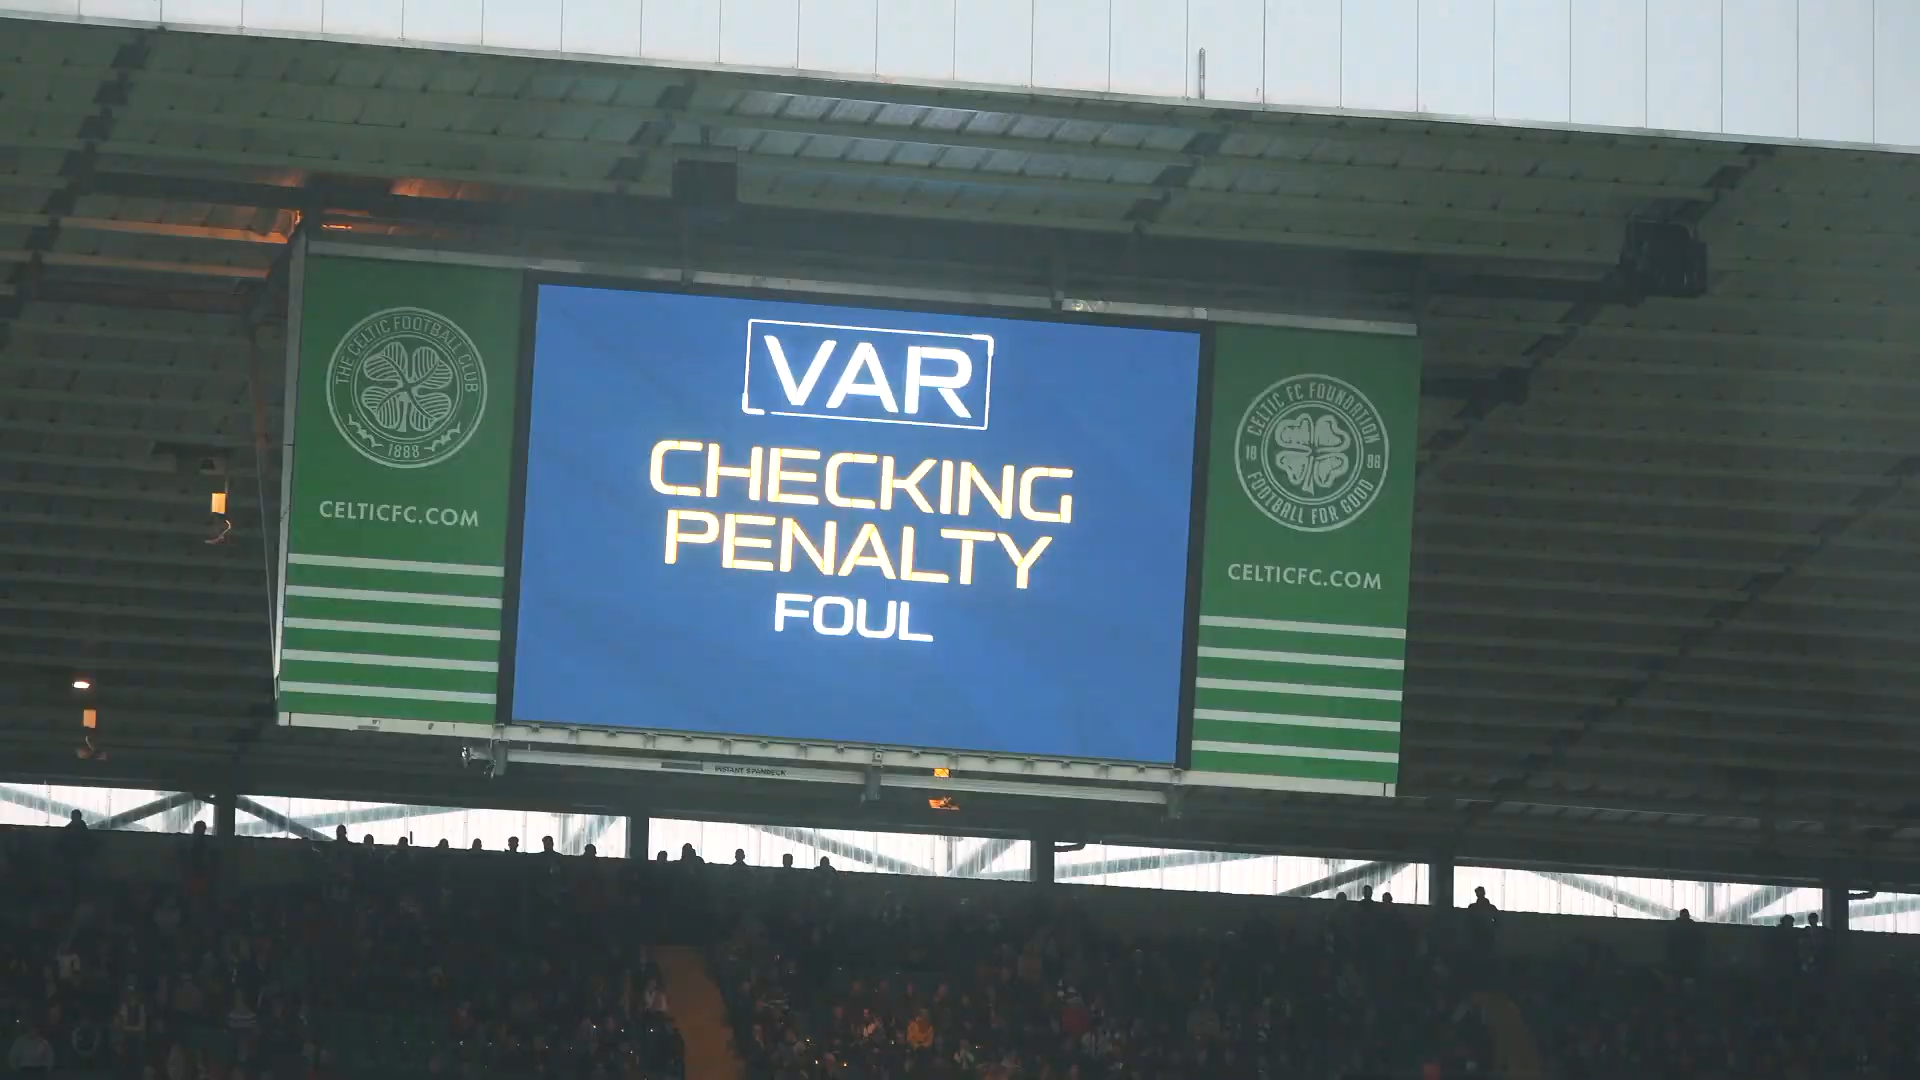 THE CELTIC FOOTBALL CLUB
1888
CELTICFC.COM
VAR
CHECKING
PENALTY
FOUL
CELTIC FC FOUNDATION
18 88
FOOTBALL FOR GOOD
CELTICFC.COM